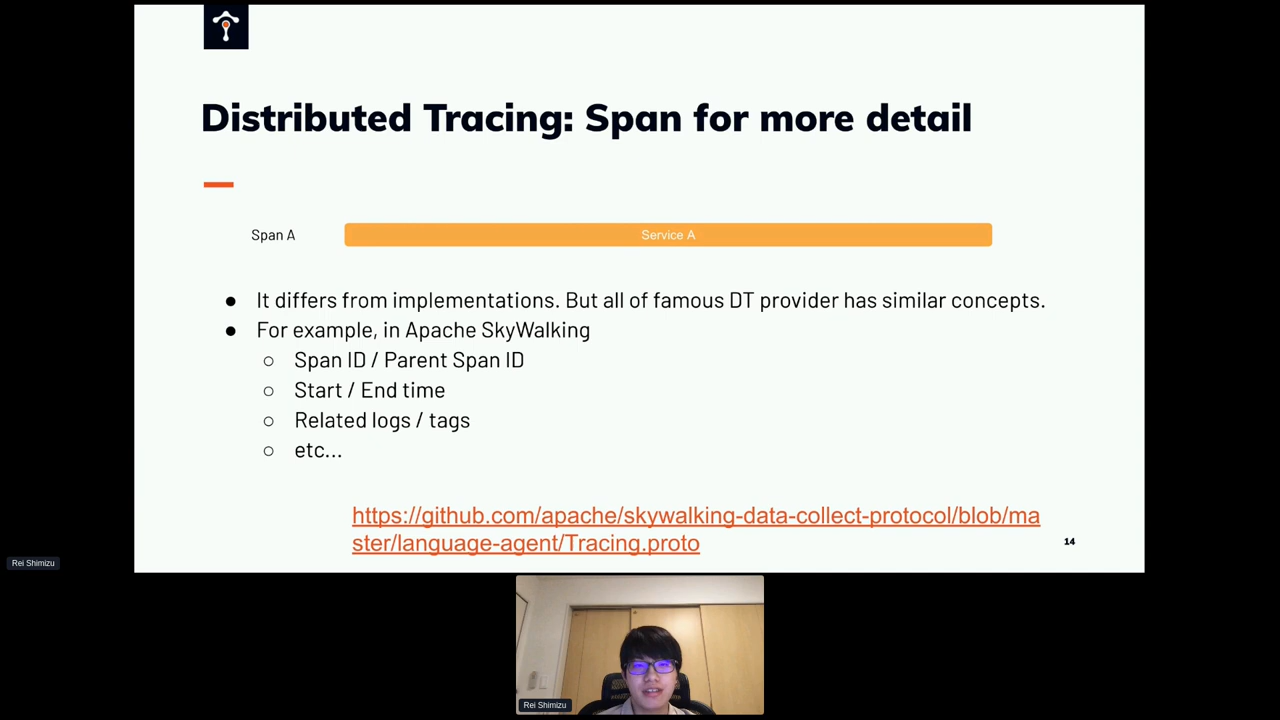 Distributed Tracing: Span for more detail
Span A
Service A
● It differs from implementations. But all of famous DT provider has similar concepts.
● For example, in Apache SkyWalking
○ Span ID / Parent Span ID
○ Start / End time
○ Related logs / tags
○ etc...
https://github.com/apache/skywalking-data-collect-protocol/blob/ma
ster/language-agent/Tracing.proto
14
Rei Shimizu
Rei Shimizu